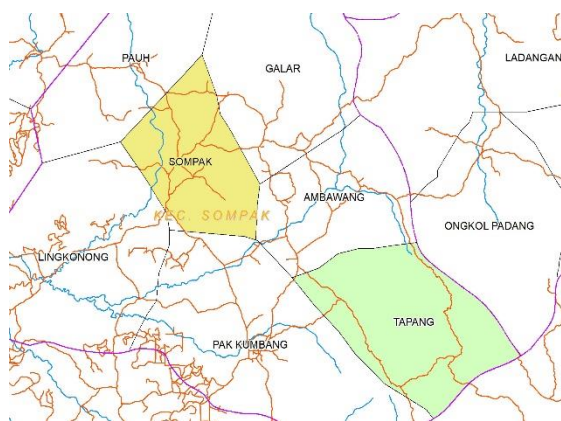 PAUH
GALAR
LADANGAN
SOMPAK
AMBAWANG
KEC. SOMPAK
ONGKOL PADANG
LINGKONONG
TAPANG
PAK KUMBANG